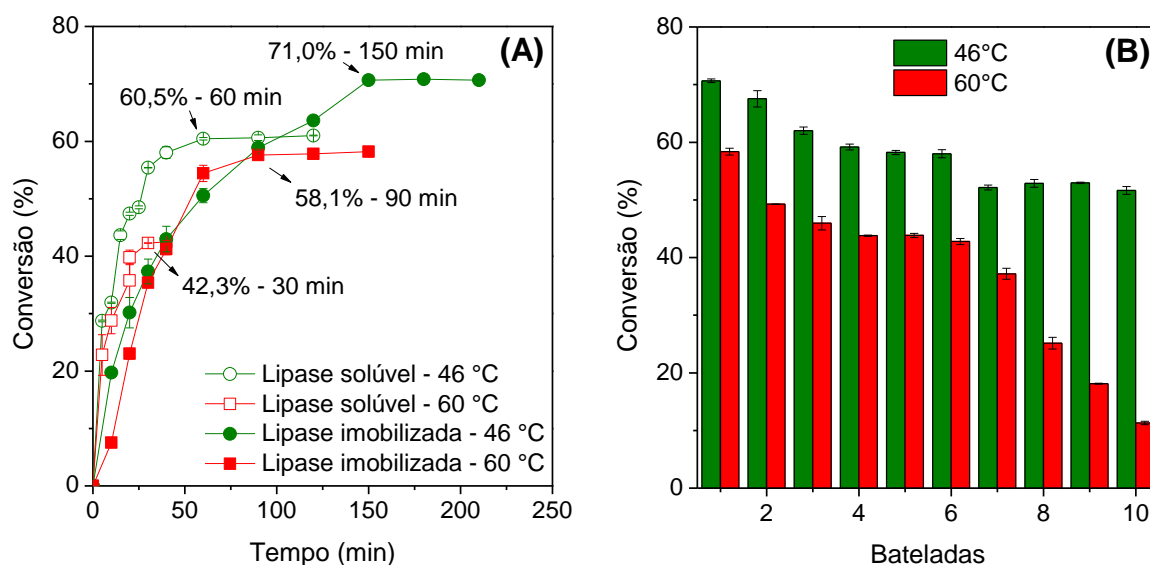 (A)
80
60
40
20
0
Conversão (%)
71,0% - 150 min
60,5% - 60 min
58,1% - 90 min
42,3% - 30 min
Lipase solúvel - 46 °C
Lipase solúvel - 60 °C
Lipase imobilizada - 46 °C
Lipase imobilizada - 60 °C
0 50 100 150 200 250
Tempo (min)
(B)
46°C
60°C
80
60
40
20
0
Conversão (%)
2 4 6 8 10
Bateladas